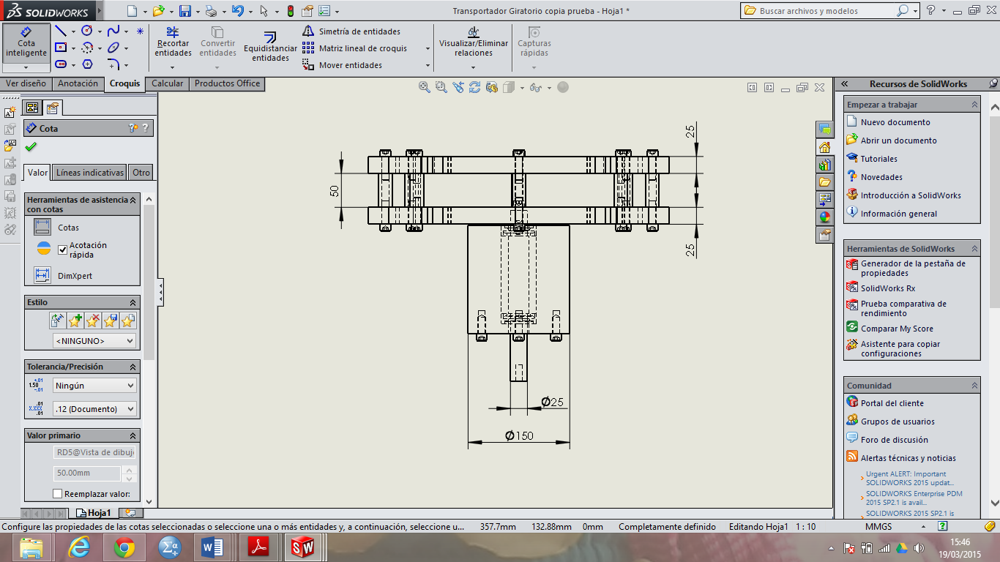 SOLIDWORKS
Transportador Giratorio copia prueba - Hoja1 *
Buscar archivos y modelos
Cota
inteligente
Recortar
entidades
Convertir
entidades
Equidistanciar
entidades
Simetría de entidades
Matriz lineal de croquis
Mover entidades
Visualizar/Eliminar
relaciones
Capturas
rápidas
Ver diseño
Anotación
Croquis
Calcular
Productos Office
Cota
Valor
Líneas indicativas
Otro
Herramientas de asistencia
con cotas
Cotas
Acotación
rápida
DimXpert
Estilo
<NINGUNO>
Tolerancia/Precisión
Ningún
.12 (Documento)
Valor primario
RD5@Vista de dibuj
50.00mm
Reemplazar valor:
25
50
25
Ø25
Ø150
Recursos de SolidWorks
Empezar a trabajar
Nuevo documento
Abrir un documento
Tutoriales
Novedades
Introducción a SolidWorks
Información general
Herramientas de SolidWorks
Generador de la pestaña de
propiedades
SolidWorks Rx
Prueba comparativa de
rendimiento
Comparar My Score
Asistente para copiar
configuraciones
Comunidad
Portal del cliente
Grupos de usuarios
Foro de discusión
Alertas técnicas y noticias
Urgent ALERT: Important
SOLIDWORKS 2015 updat...
SOLIDWORKS Enterprise PDM
2015 SP2.1 is avail...
SOLIDWORKS 2015 SP2.1 is
Hoja1
Configure las propiedades de las cotas seleccionadas o seleccione una o más entidades y, a continuación, seleccione u...
357.7mm
132.88mm
0mm
Completamente definido
Editando Hoja1
1 : 10
MMGS
15:46
19/03/2015